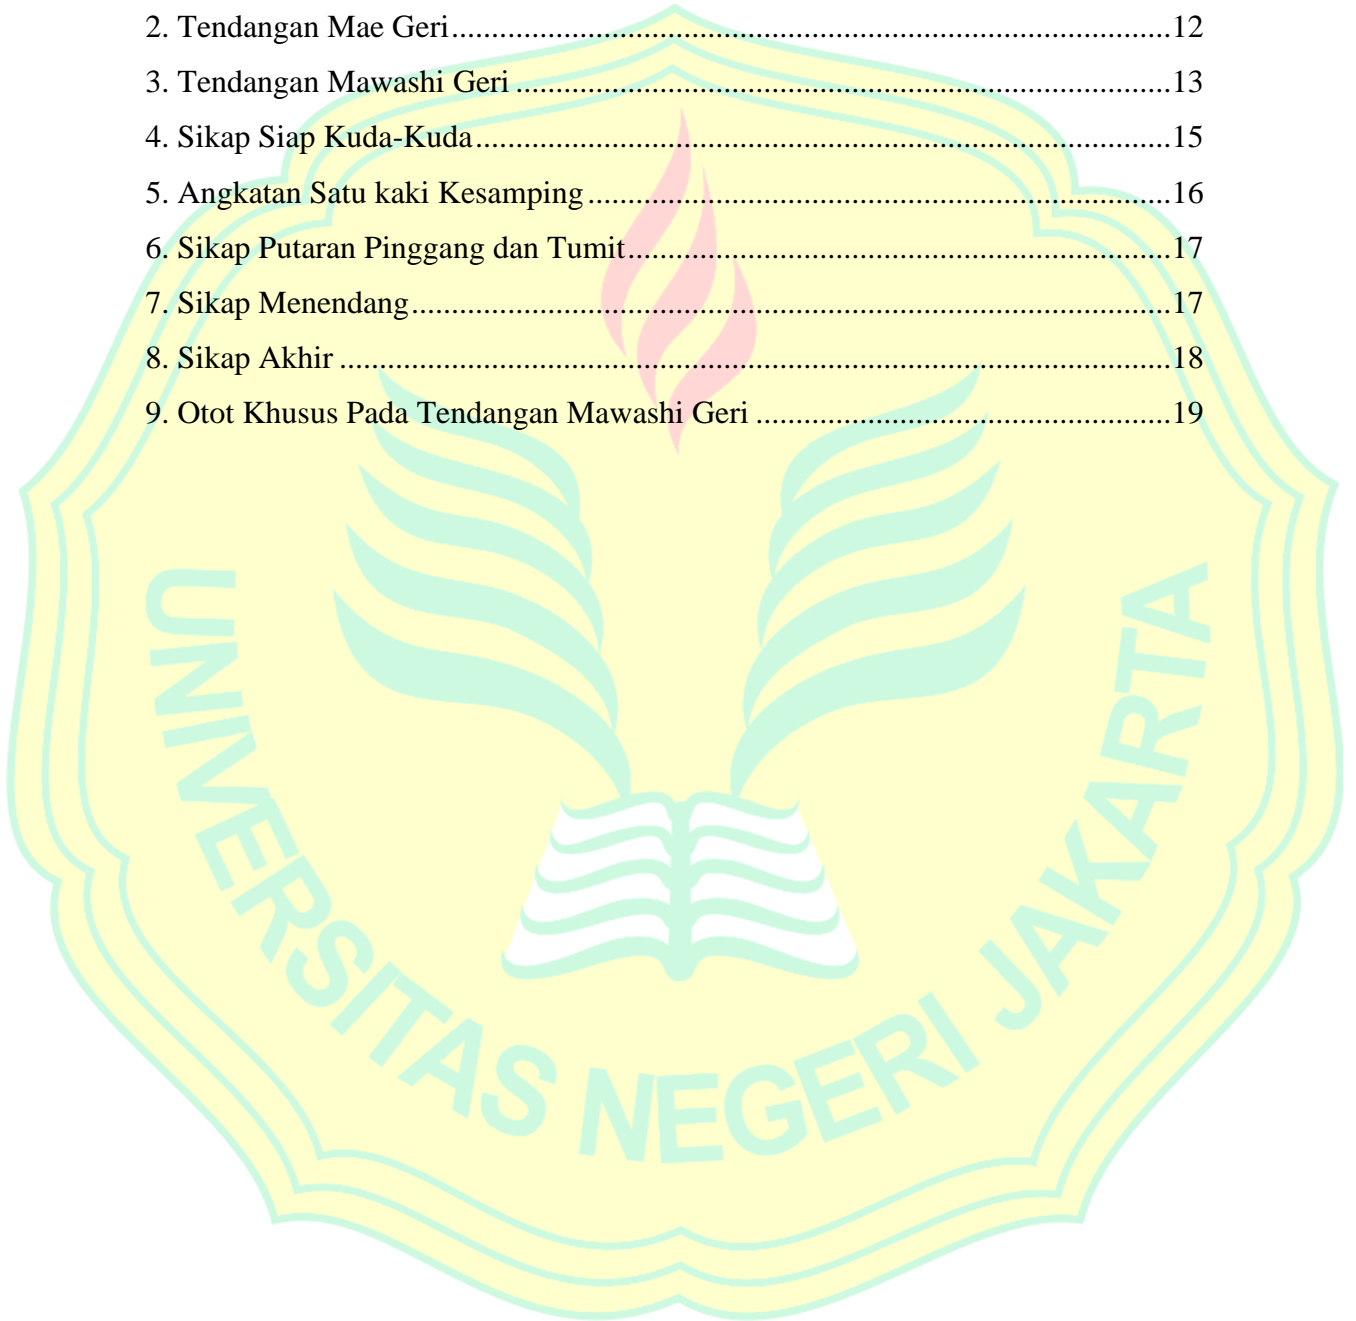 2. Tendangan Mae Geri.........................................................................................12
3. Tendangan Mawashi Geri.................................................................................13
4. Sikap Siap Kuda-Kuda......................................................................................15
5. Angkatan Satu kaki Kesamping........................................................................16
6. Sikap Putaran Pinggang dan Tumit...................................................................17
7. Sikap Menendang..............................................................................................17
8. Sikap Akhir.......................................................................................................18
9. Otot Khusus Pada Tendangan Mawashi Geri...................................................19
UNIVERSITAS NEGERI JAKARTA